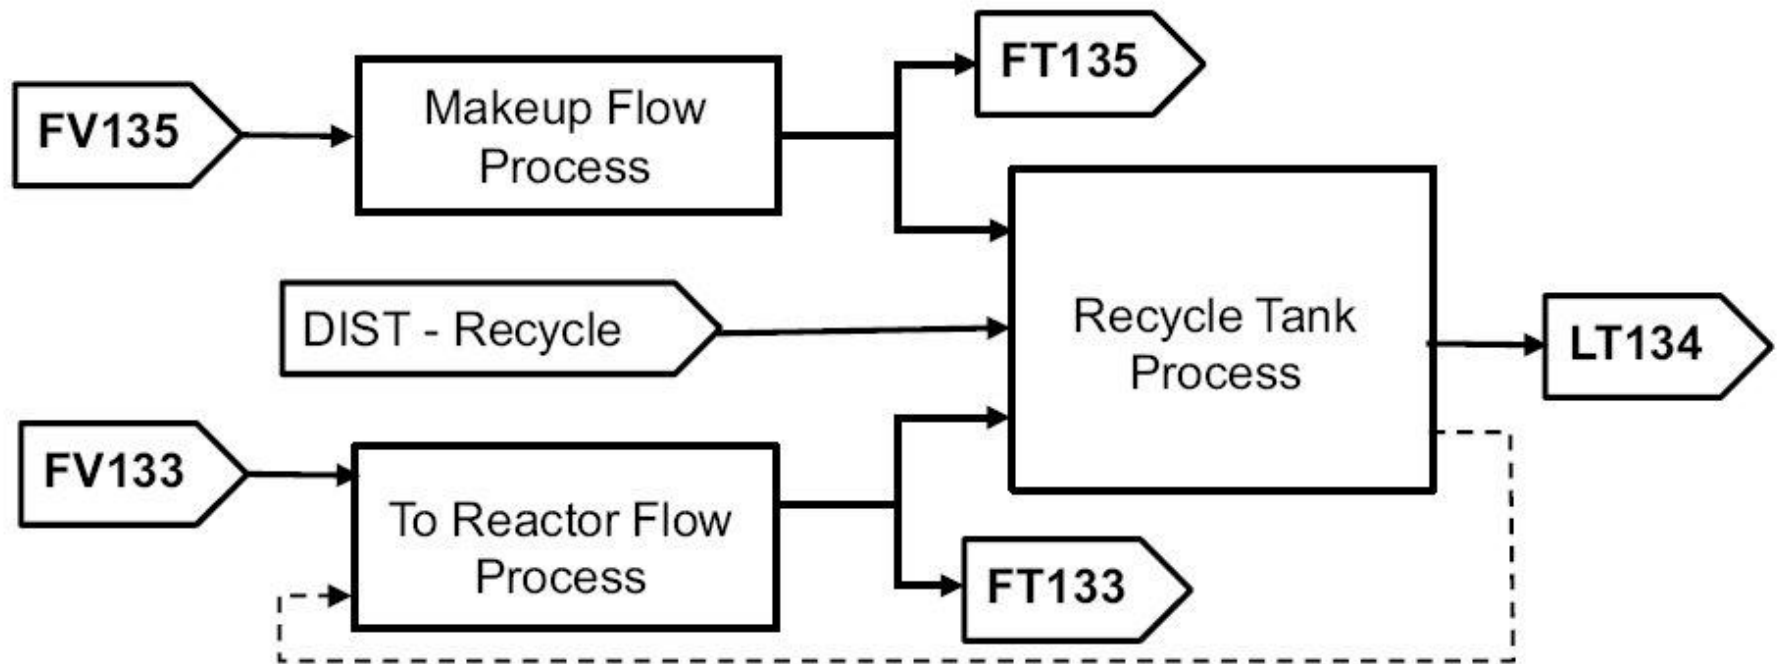 FT135
FV135
Makeup Flow
Process
DIST - Recycle
Recycle Tank
Process
LT134
FV133
To Reactor Flow
Process
FT133